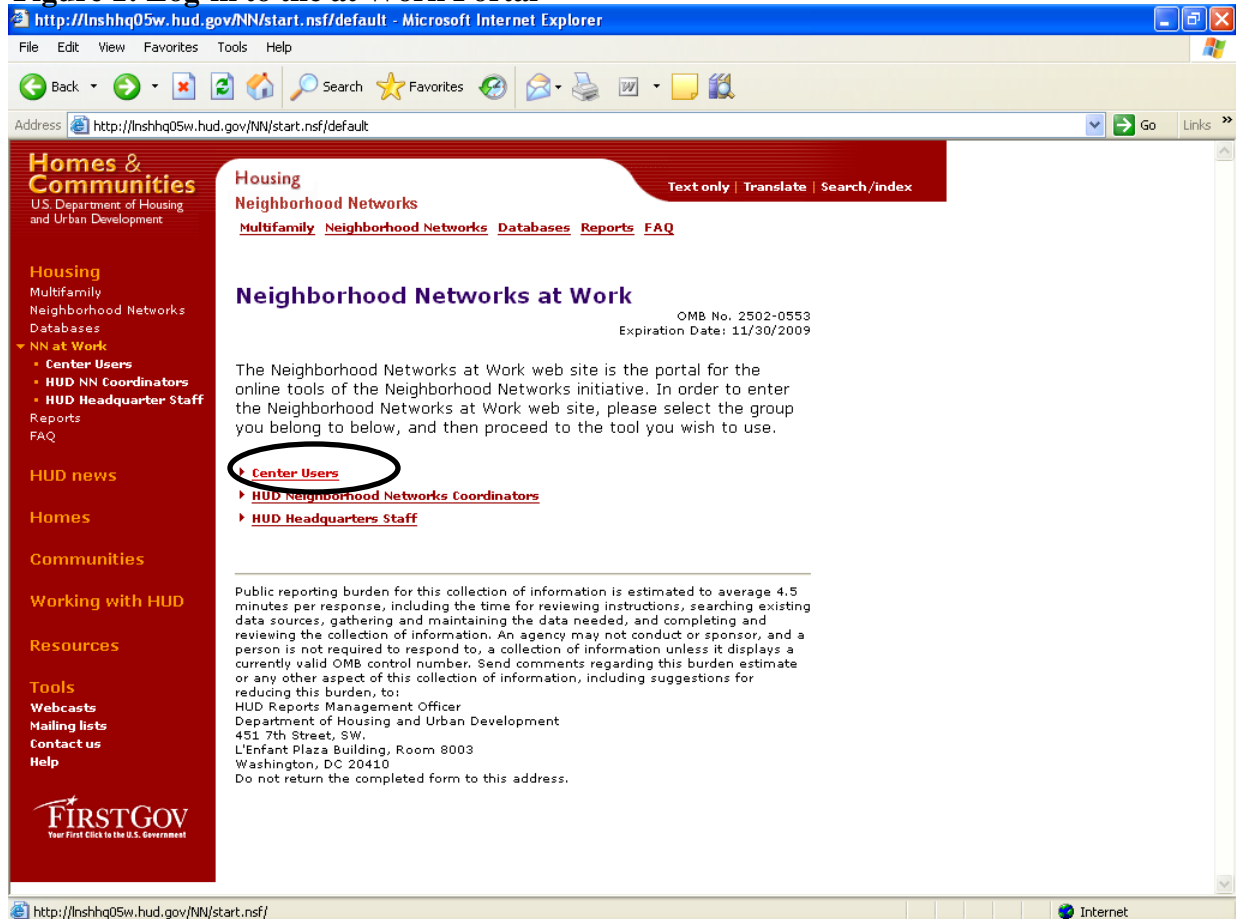 Figure 1: Log in to the at Work Portal
http://lnshhq05w.hud.gov/NN/start.nsf/default - Microsoft Internet Explorer
File Edit View Favorites Tools Help
Back Search Favorites
Address http://lnshhq05w.hud.gov/NN/start.nsf/default Go Links »
Homes &
Communities
U.S. Department of Housing
and Urban Development
Housing
Multifamily
Neighborhood Networks
Databases
NN at Work
Center Users
HUD NN Coordinators
HUD Headquarter Staff
Reports
FAQ
HUD news
Homes
Communities
Working with HUD
Resources
Tools
Webcasts
Mailing lists
Contact us
Help
FIRSTGOV
Your First Click to the U.S. Government
Housing
Neighborhood Networks
Text only | Translate | Search/index
Multifamily Neighborhood Networks Databases Reports FAQ
Neighborhood Networks at Work
OMB No. 2502-0553
Expiration Date: 11/30/2009
The Neighborhood Networks at Work web site is the portal for the
online tools of the Neighborhood Networks initiative. In order to enter
the Neighborhood Networks at Work web site, please select the group
you belong to below, and then proceed to the tool you wish to use.
Center Users
HUD Neighborhood Networks Coordinators
HUD Headquarters Staff
Public reporting burden for this collection of information is estimated to average 4.5
minutes per response, including the time for reviewing instructions, searching existing
data sources, gathering and maintaining the data needed, and completing and
reviewing the collection of information. An agency may not conduct or sponsor, and a
person is not required to respond to, a collection of information unless it displays a
currently valid OMB control number. Send comments regarding this burden estimate
or any other aspect of this collection of information, including suggestions for
reducing this burden, to:
HUD Reports Management Officer
Department of Housing and Urban Development
451 7th Street, SW.
L'Enfant Plaza Building, Room 8003
Washington, DC 20410
Do not return the completed form to this address.
http://lnshhq05w.hud.gov/NN/start.nsf/ Internet